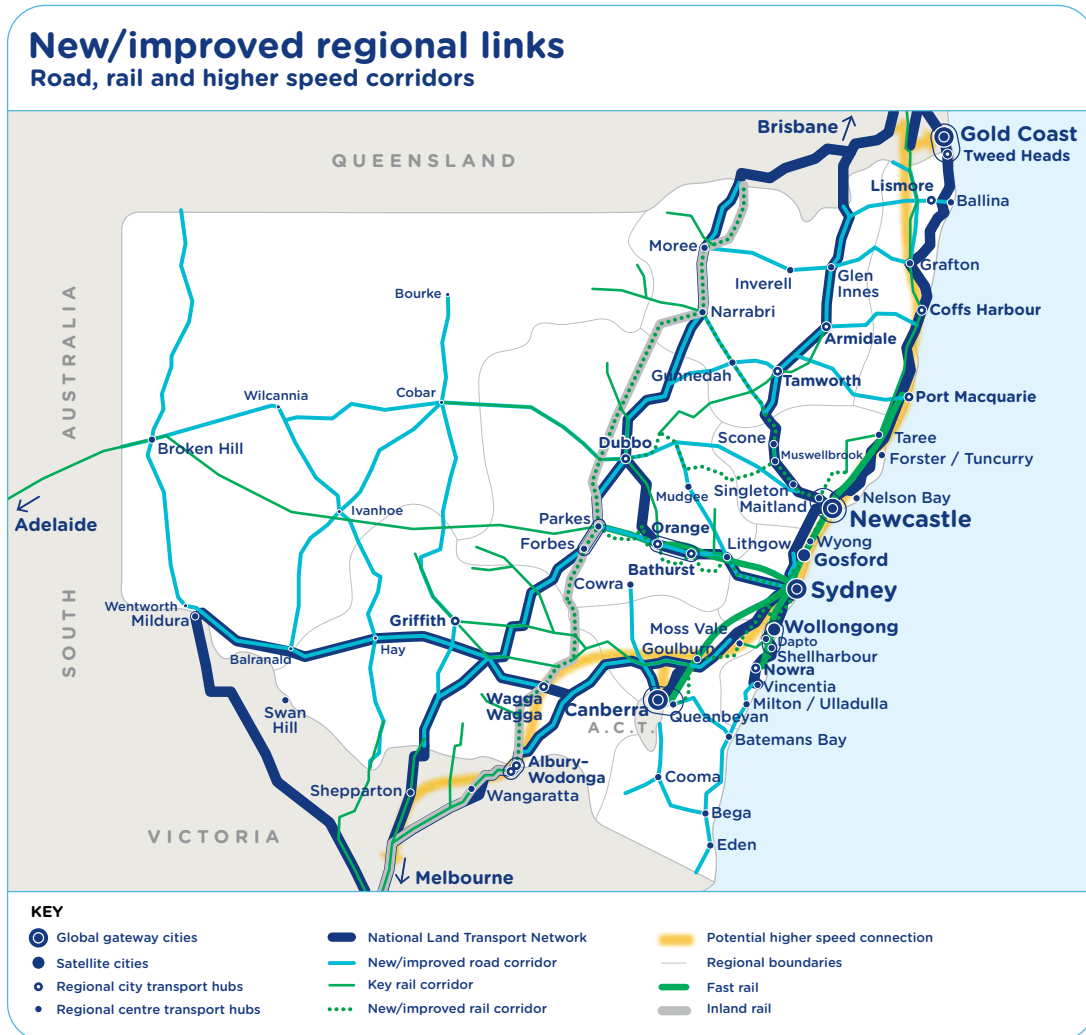 New/improved regional links
Road, rail and higher speed corridors
Brisbane
Gold Coast
Tweed Heads
QUEENSLAND
Lismore
Ballina
Moree
Grafton
Inverell
Glen
Innes
Bourke
Narrabri
Coffs Harbour
Armidale
AUSTRALIA
Gunnedah
Tamworth
Wilcannia
Cobar
Port Macquarie
Broken Hill
Dubbo
Scone
Taree
Muswellbrook
Forster / Tuncurry
Adelaide
Ivanhoe
Mudgee
Singleton
Maitland
Nelson Bay
Newcastle
Parkes
Orange
Forbes
Lithgow
Wyong
Gosford
Bathurst
Cowra
Sydney
Wentworth
Mildura
Griffith
SOUTH
Moss Vale
Wollongong
Dapto
Goulburn
Shellharbour
Balranald
Hay
Nowra
Vincentia
Wagga
Wagga
Canberra
Milton / Ulladulla
Swan
Hill
Queanbeyan
A.C.T.
Batemans Bay
Albury–
Wodonga
Cooma
Shepparton
Wangaratta
Bega
VICTORIA
Eden
Melbourne
KEY
Global gateway cities
Satellite cities
Regional city transport hubs
Regional centre transport hubs
National Land Transport Network
New/improved road corridor
Key rail corridor
New/improved rail corridor
Potential higher speed connection
Regional boundaries
Fast rail
Inland rail